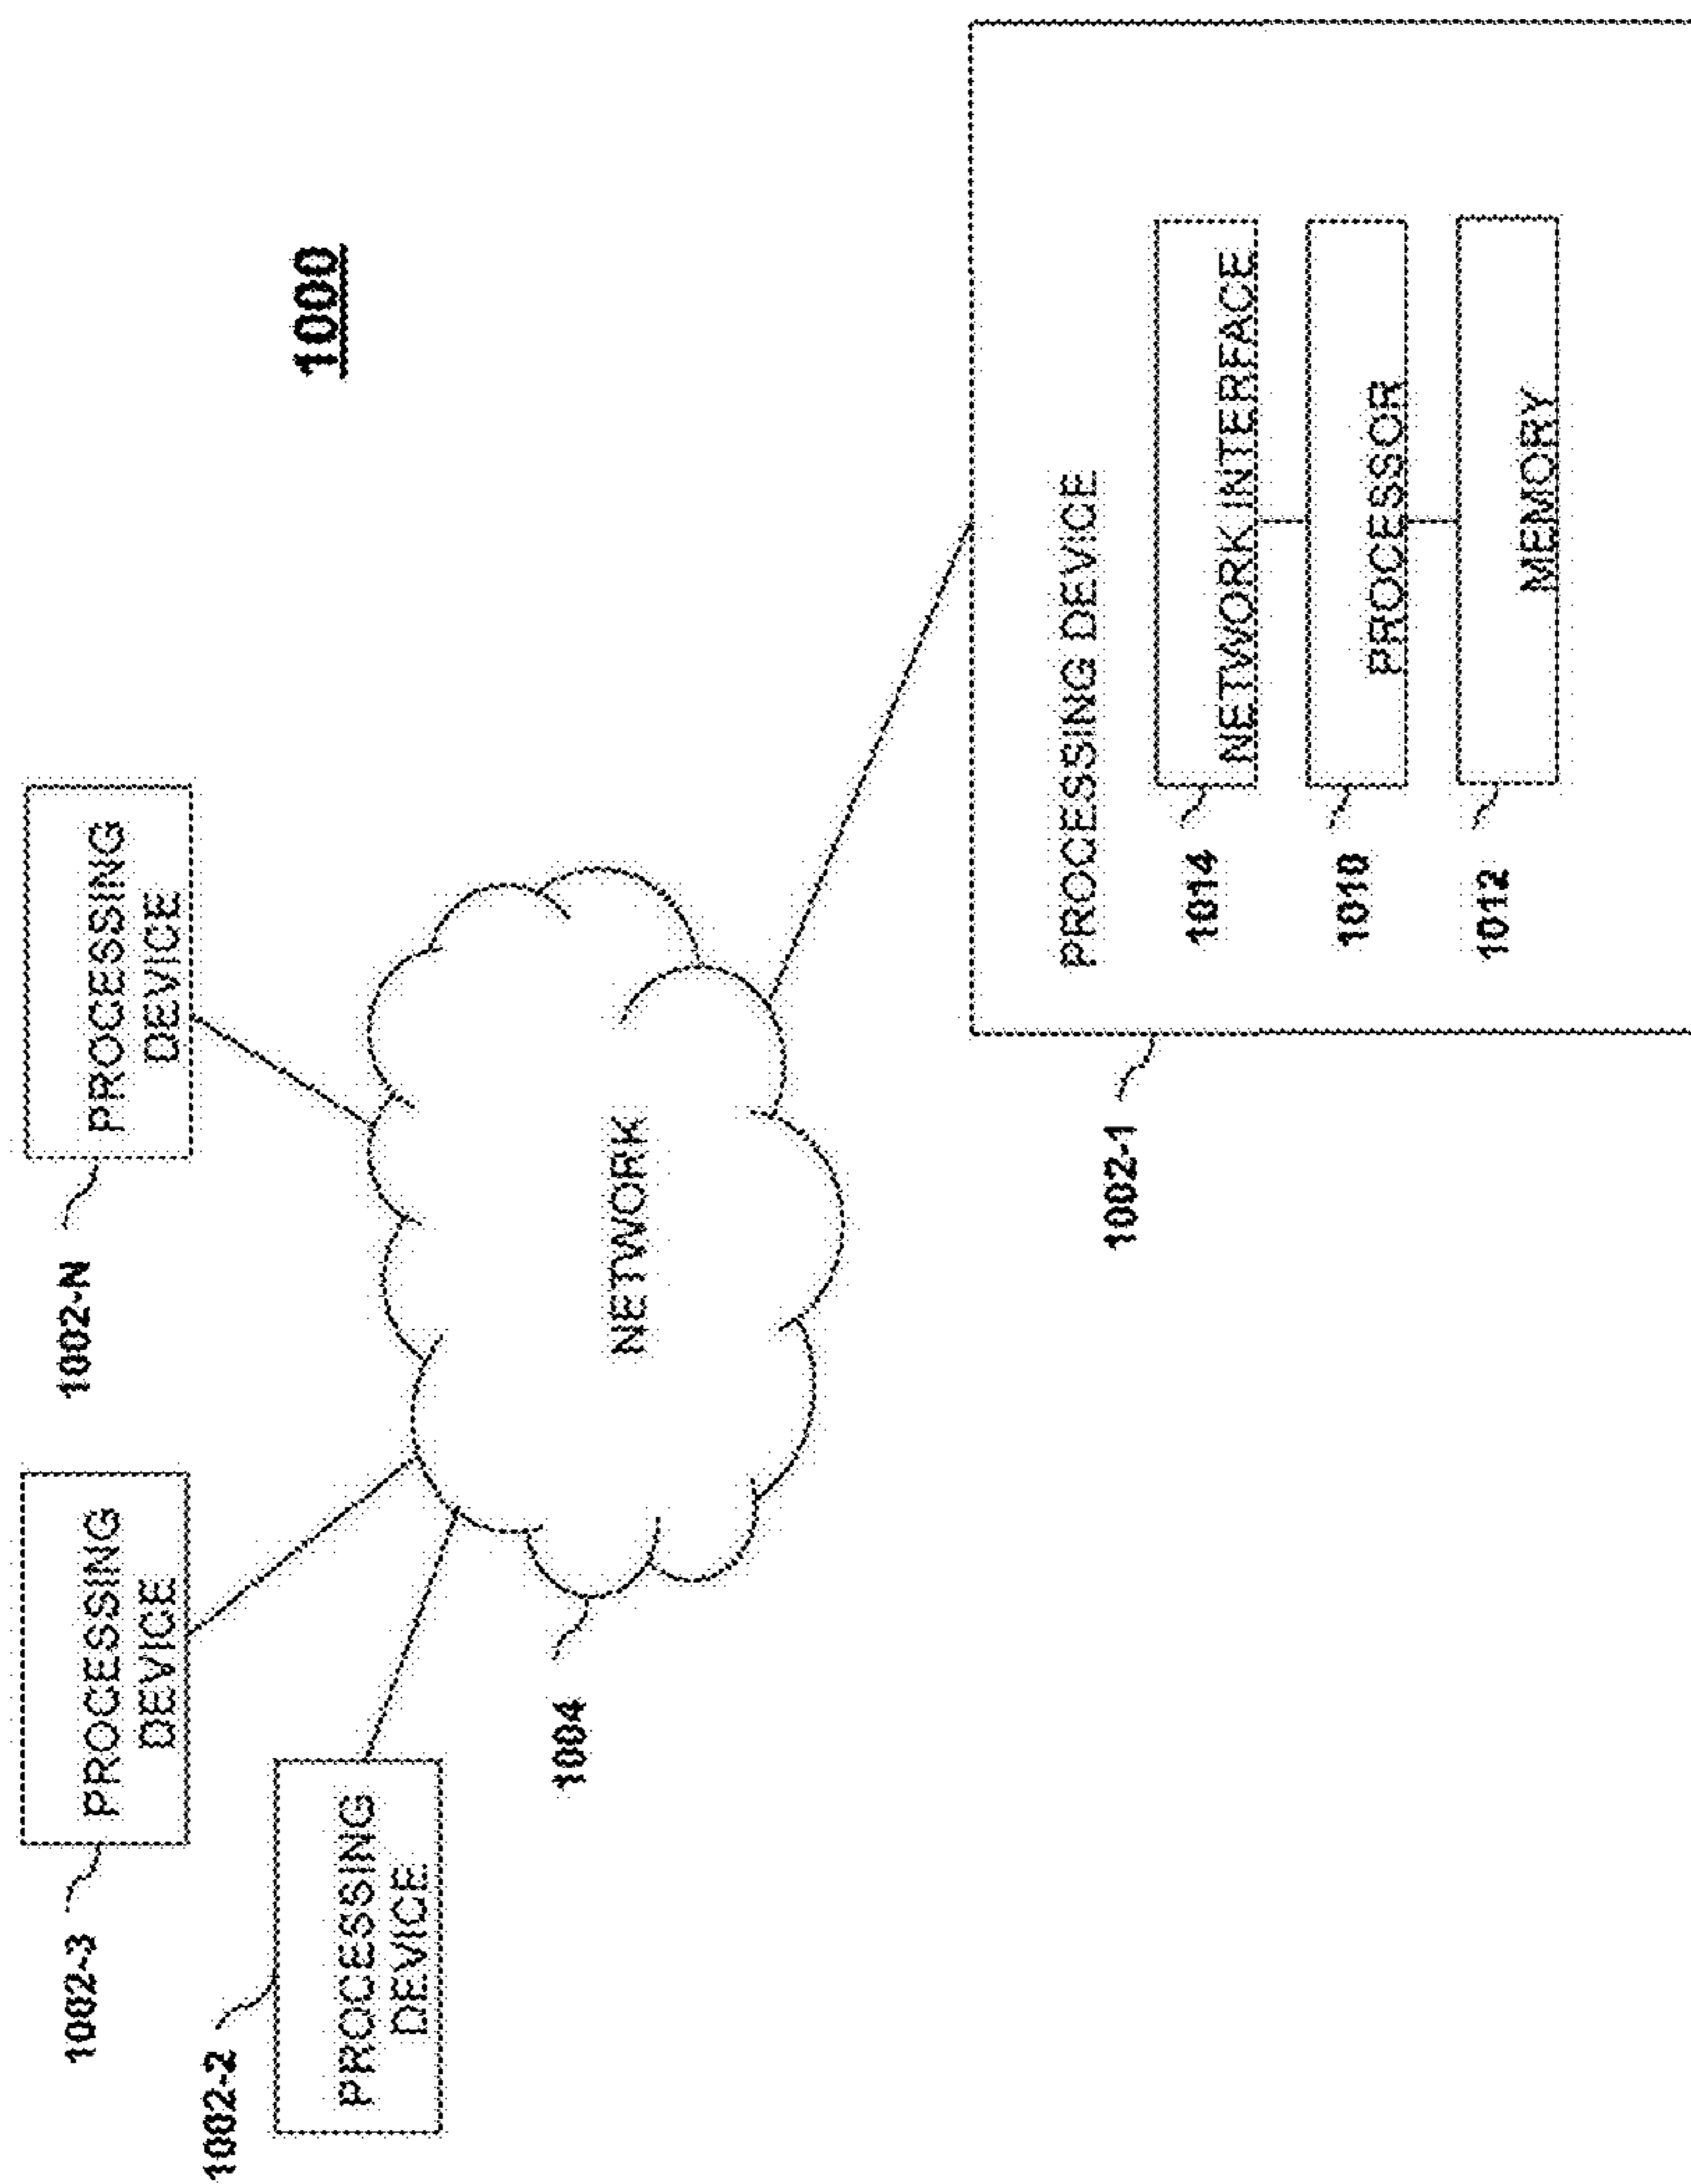 1002-3
PROCESSING
DEVICE
1002-N
PROCESSING
DEVICE
1002-2
PROCESSING
DEVICE
1000
1004
NETWORK
1002-1
PROCESSING DEVICE
1014
NETWORK INTERFACE
1010
PROCESSOR
1012
MEMORY